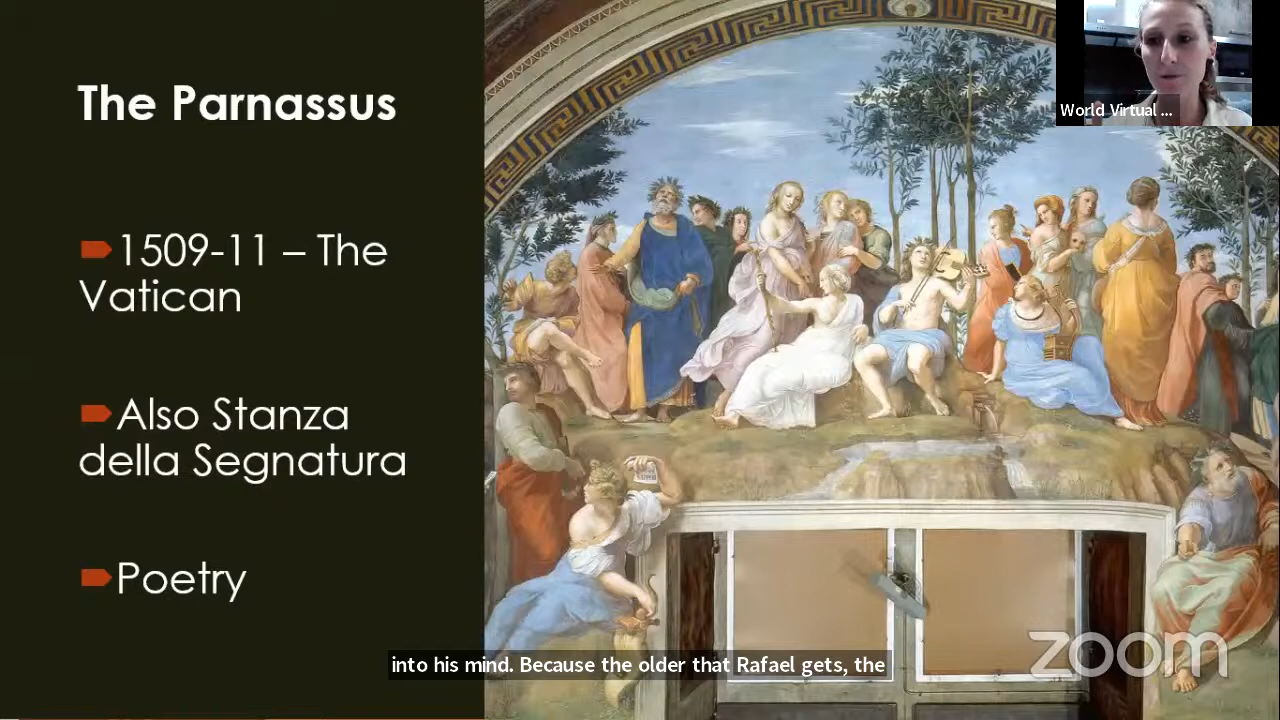 The Parnassus
1509-11 – The
Vatican
Also Stanza
della Segnatura
Poetry
World Virtual ...
into his mind. Because the older that Rafael gets, the
zoom